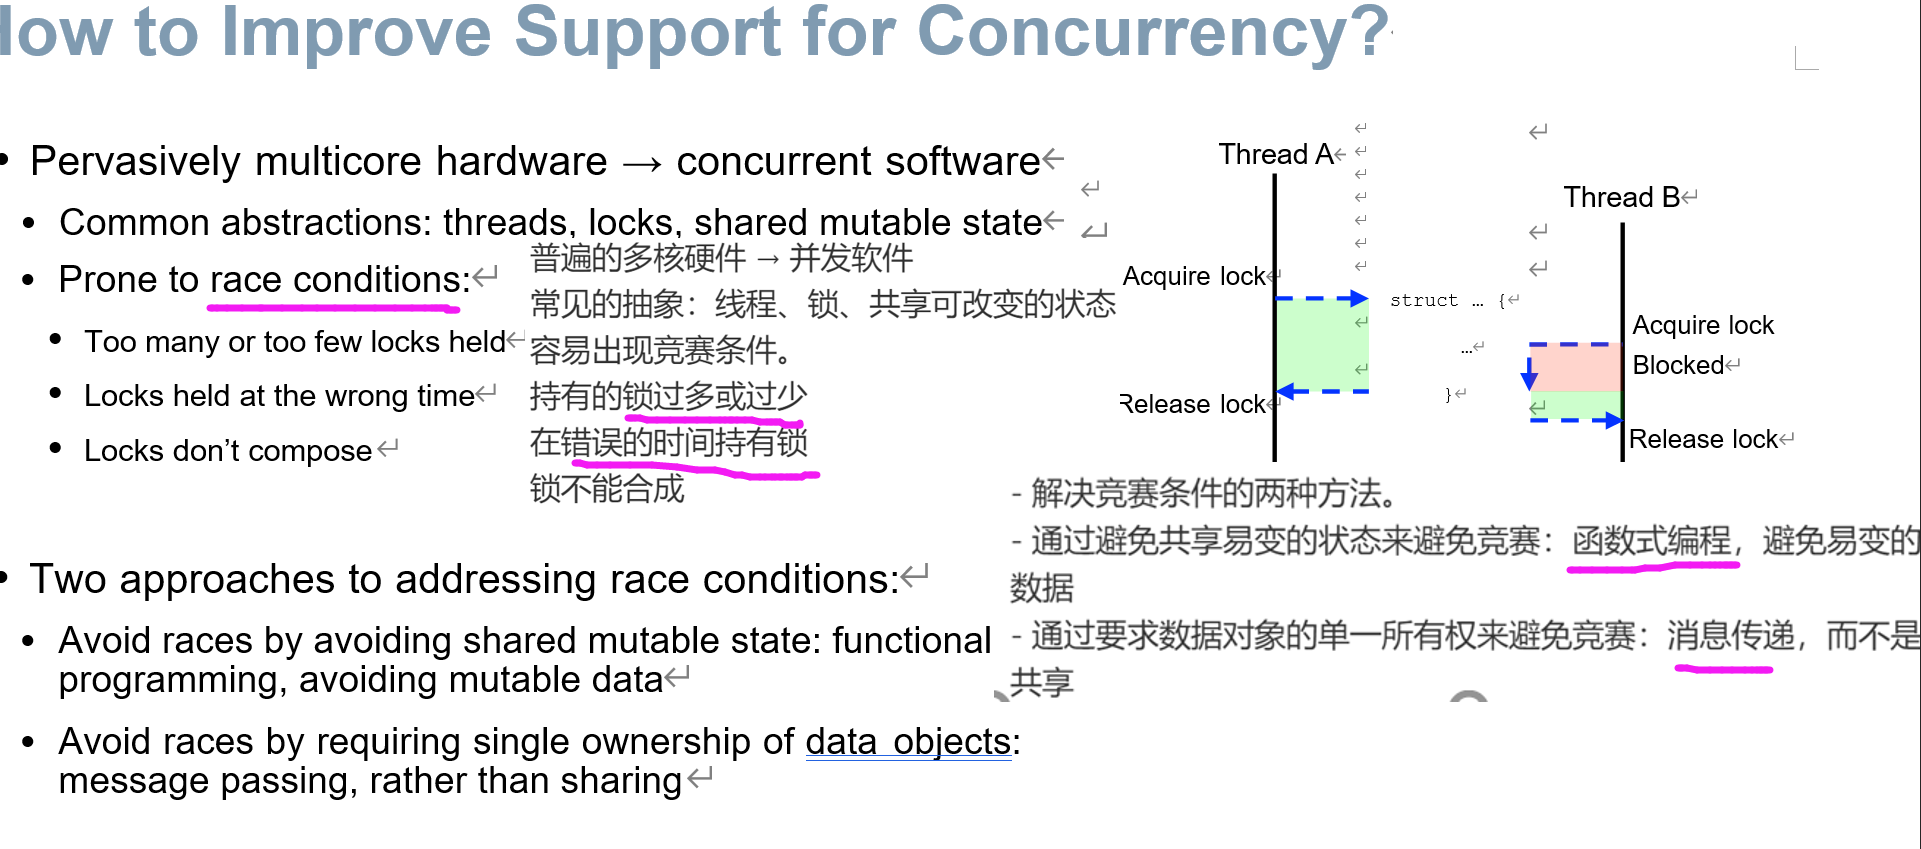 How to Improve Support for Concurrency?
• Pervasively multicore hardware → concurrent software
• Common abstractions: threads, locks, shared mutable state
• Prone to race conditions:
• Too many or too few locks held
• Locks held at the wrong time
• Locks don’t compose
普遍的多核硬件 → 并发软件
常见的抽象：线程、锁、共享可改变的状态
容易出现竞赛条件。
持有的锁过多或过少
在错误的时间持有锁
锁不能合成
Thread A
Acquire lock
Release lock
struct … {
…
}
Thread B
Acquire lock
Blocked
Release lock
• Two approaches to addressing race conditions:
• Avoid races by avoiding shared mutable state: functional
programming, avoiding mutable data
• Avoid races by requiring single ownership of data objects:
message passing, rather than sharing
- 解决竞赛条件的两种方法。
- 通过避免共享易变的状态来避免竞赛：函数式编程，避免易变的
数据
- 通过要求数据对象的单一所有权来避免竞赛：消息传递，而不是
共享